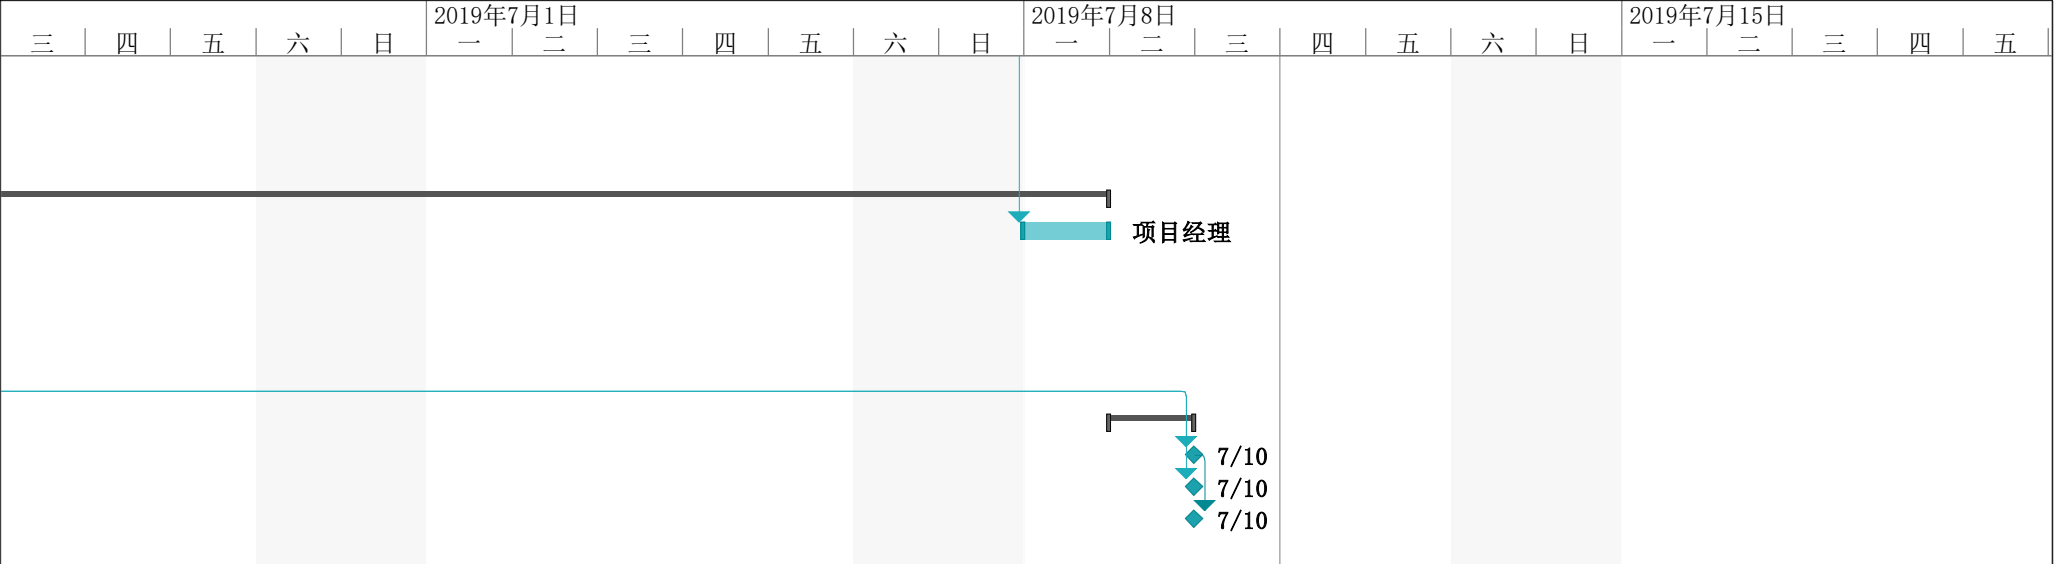 2019年7月1日 2019年7月8日 2019年7月15日
三 四 五 六 日 一 二 三 四 五 六 日 一 二 三 四 五 六 日 一 二 三 四 五
项目经理
7/10
7/10
7/10